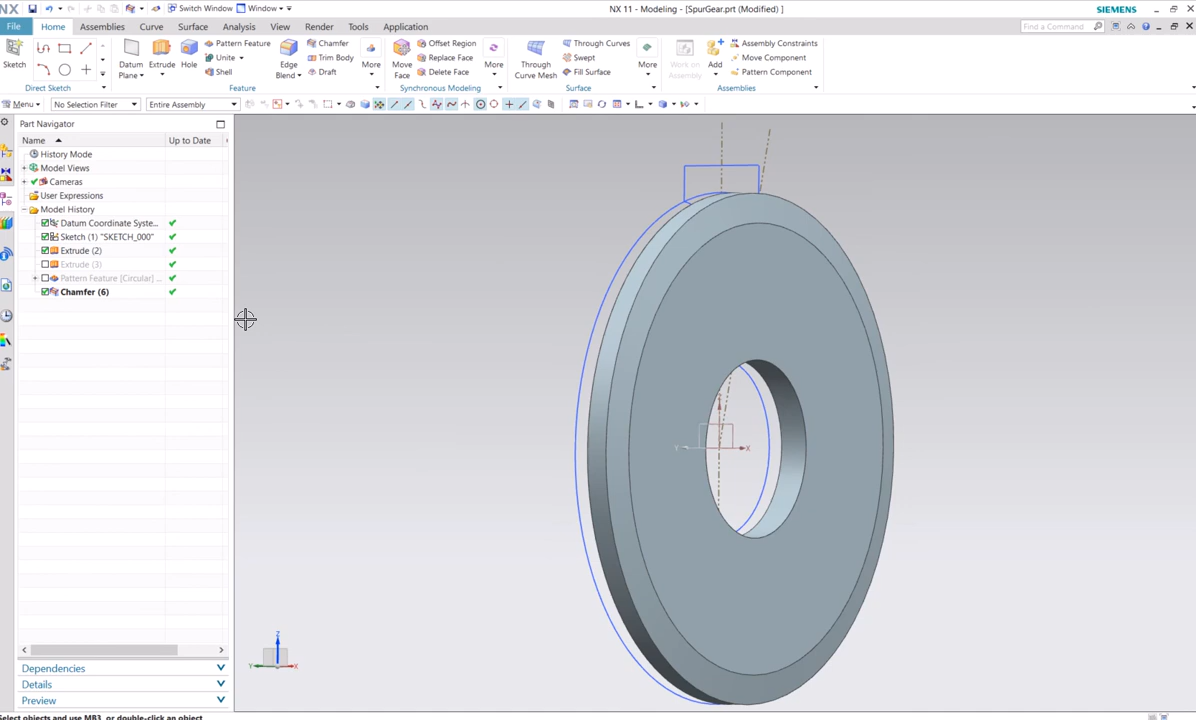 NX Switch Window Window NX 11 - Modeling - [SpurGear.prt (Modified) ] SIEMENS
File Home Assemblies Curve Surface Analysis View Render Tools Application Find a Command
Sketch
Direct Sketch
Datum Plane
Extrude
Hole
Pattern Feature
Unite
Shell
Edge Blend
Chamfer
Trim Body
Draft
More
Feature
Move Face
Offset Region
Replace Face
Delete Face
More
Synchronous Modeling
Through Curve Mesh
Through Curves
Swept
Fill Surface
More
Surface
Work on Assembly
Add
Assembly Constraints
Move Component
Pattern Component
Assemblies
Menu No Selection Filter Entire Assembly
Part Navigator
Name Up to Date
History Mode
Model Views
Cameras
User Expressions
Model History
Datum Coordinate Syste...
Sketch (1) "SKETCH_000"
Extrude (2)
Extrude (3)
Pattern Feature [Circular] ...
Chamfer (6)
Dependencies
Details
Preview
Y X
Z
Y X
Select objects and use MB3, or double-click an object